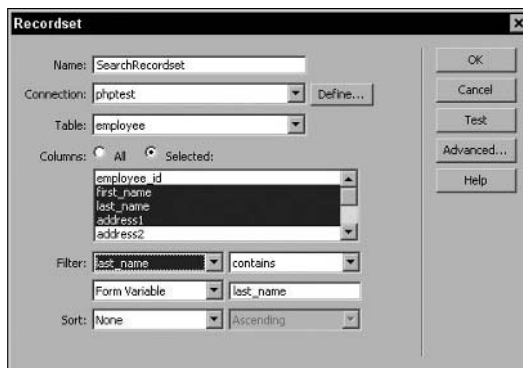 Recordset
Name: SearchRecordset
OK
Connection: phptest Define...
Cancel
Table: employee
Test
Columns: All Selected:
Advanced...
employee_id
Help
first_name
last_name
address1
address2
Filter: last_name contains
Form Variable last_name
Sort: None Ascending